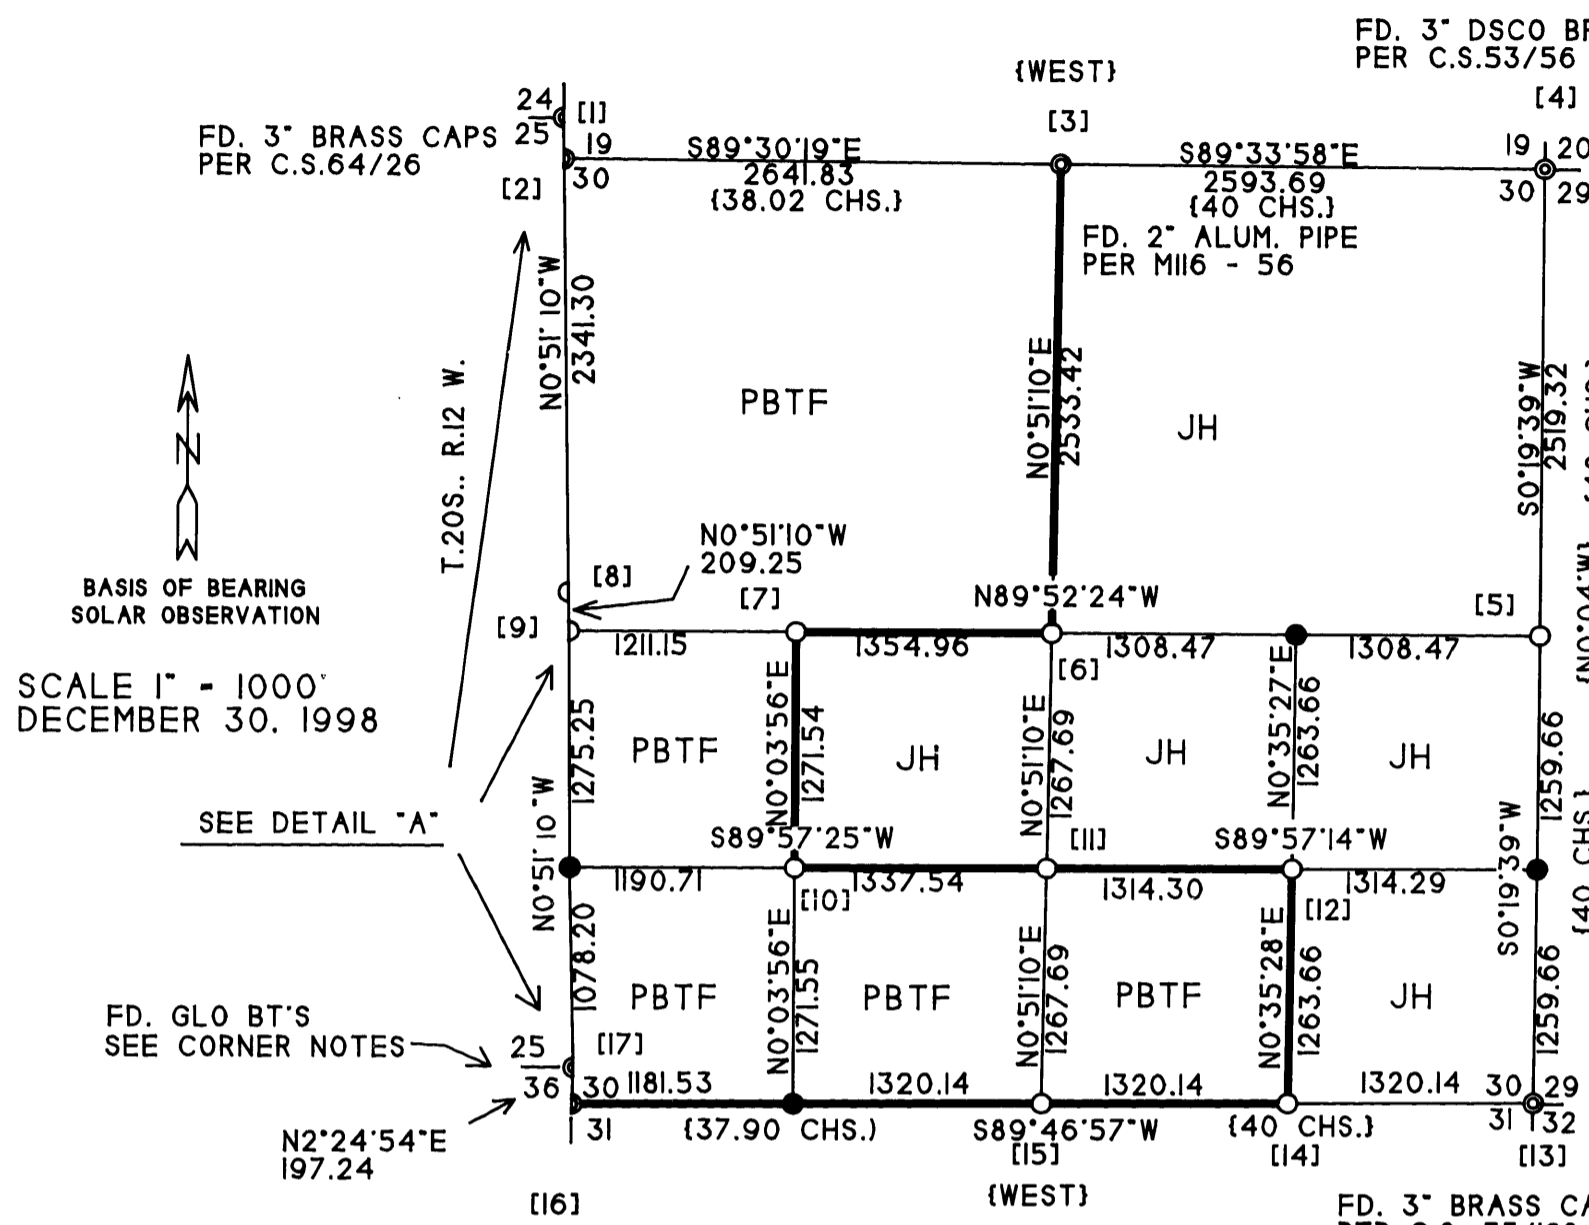 FD. 3" DSCO
PER C.S.53/56
{WEST}
[4]
24
[1]
[3]
FD. 3" BRASS CAPS
25
PER C.S.64/26
19
S89°30'19"E
S89°33'58"E
19
20
[2]
30
2641.83
2593.69
30
29
{38.02 CHS.}
{40 CHS.}
FD. 2" ALUM. PIPE
PER M116 - 56
N0°51'10"W
2341.30
N0°51'10"E
2533.42
S0°19'39"W
2519.32
T.20S., R.12 W.
PBTF
JH
{N0°04'W}
N
BASIS OF BEARING
SOLAR OBSERVATION
N0°51'10"W
209.25
[8]
[7]
N89°52'24"W
[5]
[9]
1211.15
1354.96
1308.47
1308.47
[6]
SCALE 1" - 1000'
DECEMBER 30, 1998
1275.25
N0°03'56"E
1271.54
N0°51'10"E
1267.69
N0°35'27"E
1263.66
1259.66
PBTF
JH
JH
JH
N0°51'10"W
SEE DETAIL "A"
S89°57'25"W
[11]
S89°57'14"W
S0°19'39"W
{40 CHS.}
1190.71
1337.54
1314.30
1314.29
[10]
[12]
1078.20
N0°03'56"E
1271.55
N0°51'10"E
1267.69
N0°35'28"E
1263.66
1259.66
PBTF
PBTF
PBTF
JH
FD. GLO BT'S
SEE CORNER NOTES
25
[17]
36
30
1181.53
1320.14
1320.14
1320.14
30
29
31
{37.90 CHS.}
S89°46'57"W
{40 CHS.}
31
32
N2°24'54"E
197.24
[15]
[14]
[13]
[16]
{WEST}
FD. 3" BRASS